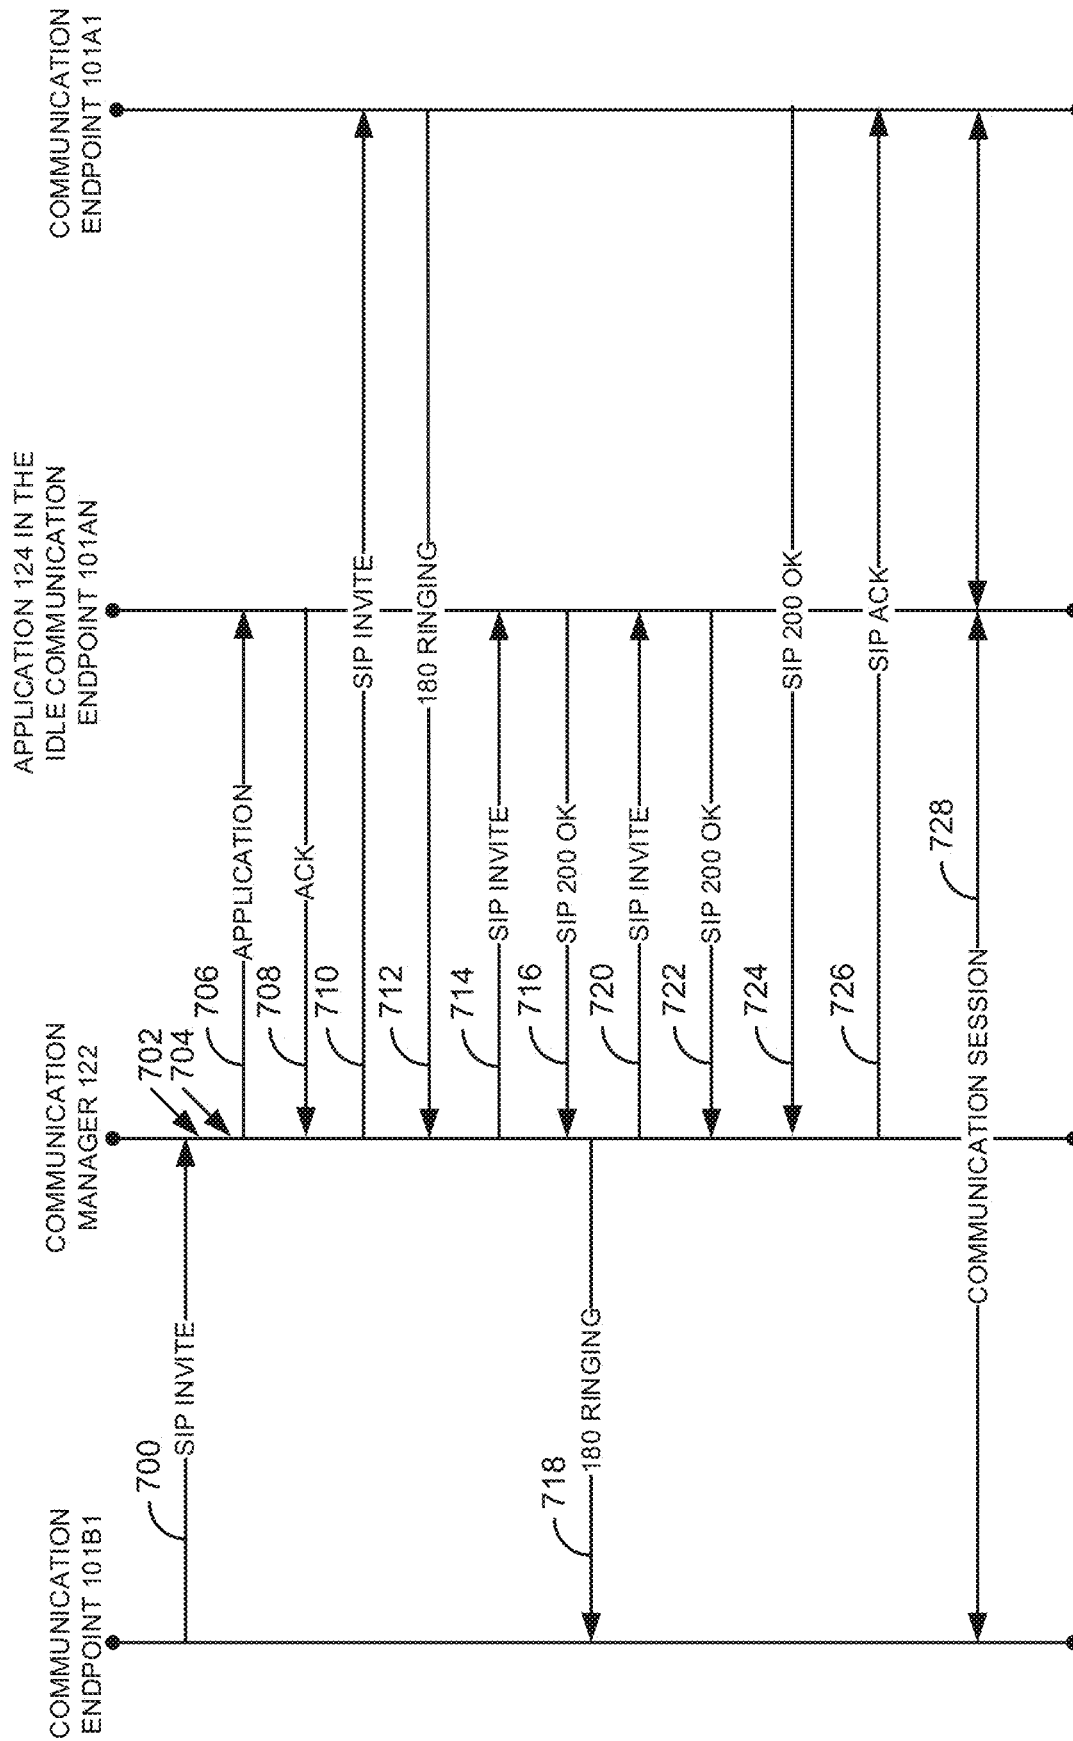 COMMUNICATION
ENDPOINT 101B1
COMMUNICATION
MANAGER 122
APPLICATION 124 IN THE
IDLE COMMUNICATION
ENDPOINT 101AN
COMMUNICATION
ENDPOINT 101A1
700
SIP INVITE
702
704
706
APPLICATION
708
ACK
710
SIP INVITE
712
180 RINGING
714
SIP INVITE
716
SIP 200 OK
718
180 RINGING
720
SIP INVITE
722
SIP 200 OK
724
SIP 200 OK
726
SIP ACK
COMMUNICATION SESSION
728